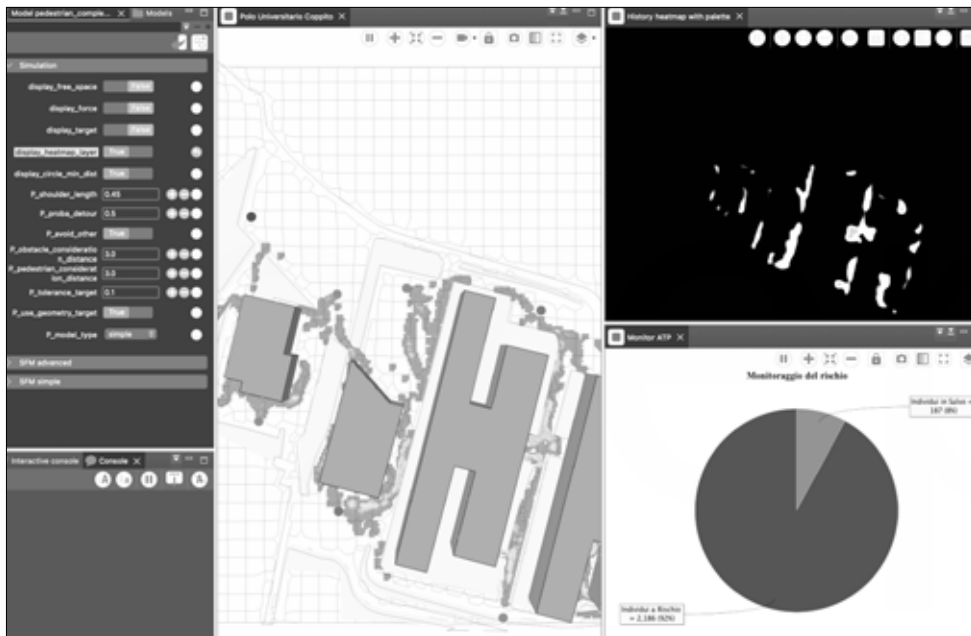 Model pedestrian_comple...
Models
Simulation
display_free_space False
display_force False
display_target False
display_heatmap_layer True
display_circle_min_dist True
P_shoulder_length 0.45
P_proba_detour 0.5
P_avoid_other True
P_obstacle_consideratio
n_distance 3.0
P_pedestrian_considerat
ion_distance 3.0
P_tolerance_target 0.1
P_use_geometry_target True
P_model_type simple
SFM advanced
SFM simple
Interactive console
Console
Polo Universitario Coppito
History heatmap with palette
Monitor ATP
Monitoraggio del rischio
Individui in Salvo =
187 (8%)
Individui a Rischio
= 2,186 (92%)